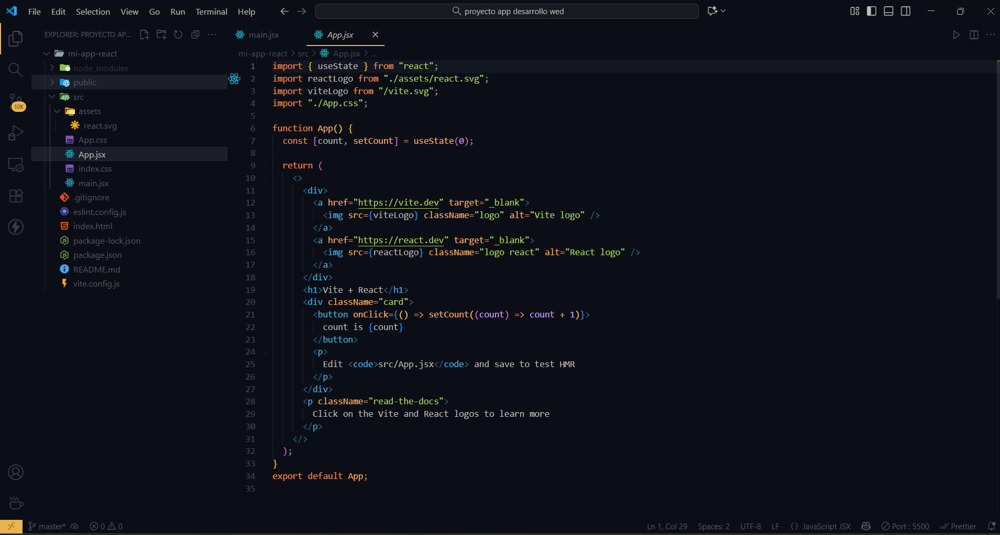 File Edit Selection View Go Run Terminal Help
proyecto app desarrollo wed
EXPLORER: PROYECTO AP...
mi-app-react
node_modules
public
src
assets
react.svg
App.css
App.jsx
index.css
main.jsx
.gitignore
eslint.config.js
index.html
package-lock.json
package.json
README.md
vite.config.js
10K
main.jsx App.jsx
mi-app-react > src > App.jsx > ...
1 import { useState } from "react";
2 import reactLogo from "./assets/react.svg";
3 import viteLogo from "/vite.svg";
4 import "./App.css";
5
6 function App() {
7 const [count, setCount] = useState(0);
8
9 return (
10 <>
11 <div>
12 <a href="https://vite.dev" target="_blank">
13 <img src={viteLogo} className="logo" alt="Vite logo" />
14 </a>
15 <a href="https://react.dev" target="_blank">
16 <img src={reactLogo} className="logo react" alt="React logo" />
17 </a>
18 </div>
19 <h1>Vite + React</h1>
20 <div className="card">
21 <button onClick={() => setCount((count) => count + 1)}>
22 count is {count}
23 </button>
24 <p>
25 Edit <code>src/App.jsx</code> and save to test HMR
26 </p>
27 </div>
28 <p className="read-the-docs">
29 Click on the Vite and React logos to learn more
30 </p>
31 </>
32 );
33 }
34 export default App;
35
master* 0 0 Ln 1, Col 29 Spaces: 2 UTF-8 LF {} JavaScript JSX Port : 5500 Prettier